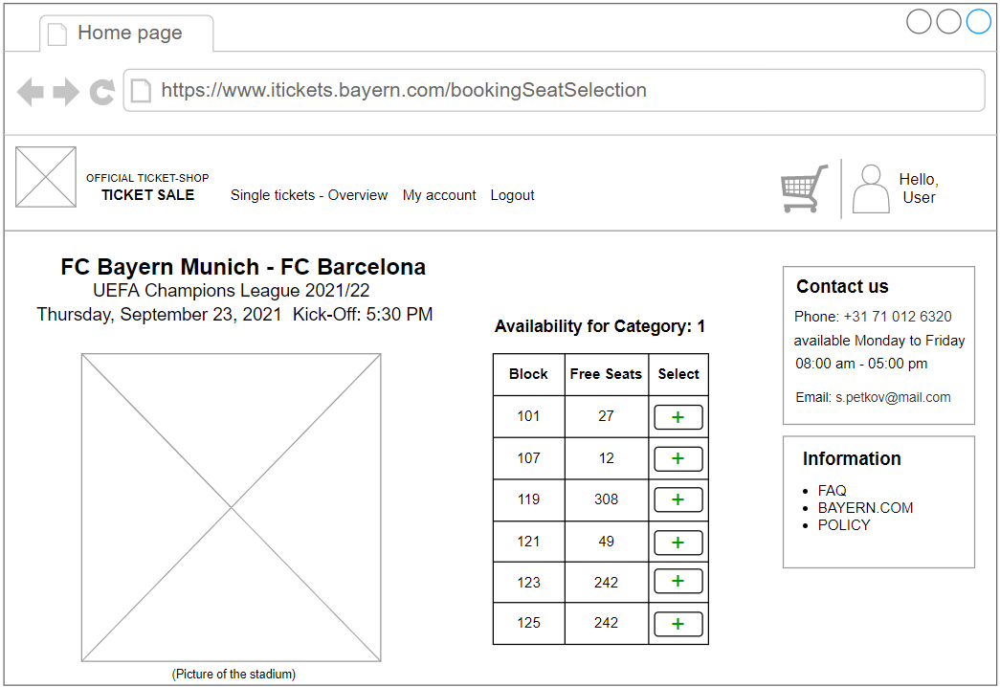 Home page
https://www.itickets.bayern.com/bookingSeatSelection
OFFICIAL TICKET-SHOP
TICKET SALE
Single tickets - Overview My account Logout
Hello,
User
FC Bayern Munich - FC Barcelona
UEFA Champions League 2021/22
Thursday, September 23, 2021 Kick-Off: 5:30 PM
(Picture of the stadium)
Availability for Category: 1
Block Free Seats Select
101 27 +
107 12 +
119 308 +
121 49 +
123 242 +
125 242 +
Contact us
Phone: +31 71 012 6320
available Monday to Friday
08:00 am - 05:00 pm
Email: s.petkov@mail.com
Information
• FAQ
• BAYERN.COM
• POLICY